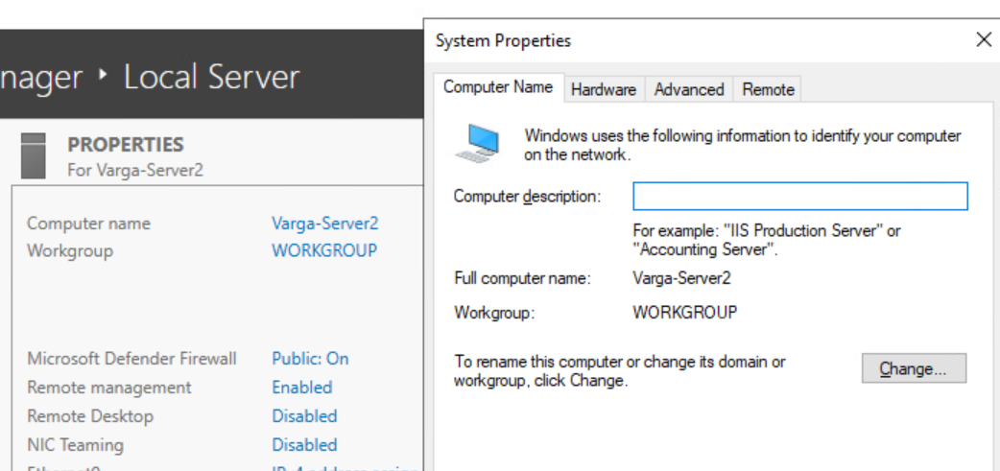 nager ‣ Local Server
PROPERTIES
For Varga-Server2
Computer name Varga-Server2
Workgroup WORKGROUP
Microsoft Defender Firewall Public: On
Remote management Enabled
Remote Desktop Disabled
NIC Teaming Disabled
System Properties
Computer Name Hardware Advanced Remote
Windows uses the following information to identify your computer
on the network.
Computer description:
For example: "IIS Production Server" or
"Accounting Server".
Full computer name: Varga-Server2
Workgroup: WORKGROUP
To rename this computer or change its domain or
workgroup, click Change.
Change...